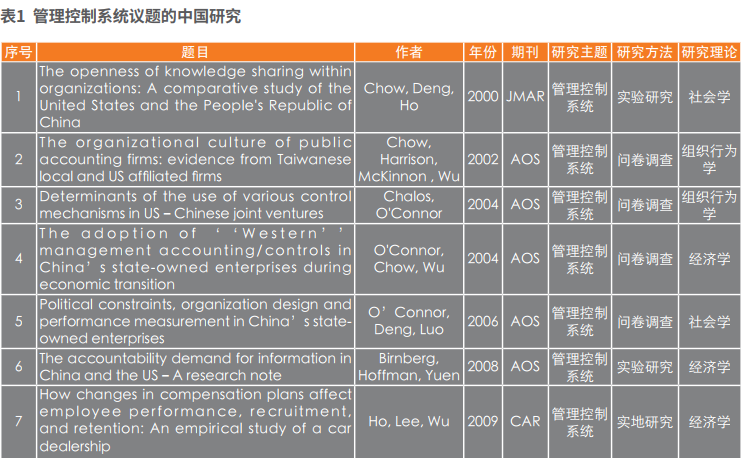 表1 管理控制系统议题的中国研究
序号 题目 作者 年份 期刊 研究主题 研究方法 研究理论
1 The openness of knowledge sharing within organizations: A comparative study of the United States and the People's Republic of China Chow, Deng, Ho 2000 JMAR 管理控制系统 实验研究 社会学
2 The organizational culture of public accounting firms: evidence from Taiwanese local and US affiliated firms Chow, Harrison, McKinnon , Wu 2002 AOS 管理控制系统 问卷调查 组织行为学
3 Determinants of the use of various control mechanisms in US – Chinese joint ventures Chalos, O'Connor 2004 AOS 管理控制系统 问卷调查 组织行为学
4 The adoption of ‘‘Western’’ management accounting/controls in China’s state-owned enterprises during economic transition O'Connor, Chow, Wu 2004 AOS 管理控制系统 问卷调查 经济学
5 Political constraints, organization design and performance measurement in China’s state-owned enterprises O’Connor, Deng, Luo 2006 AOS 管理控制系统 问卷调查 社会学
6 The accountability demand for information in China and the US – A research note Birnberg, Hoffman, Yuen 2008 AOS 管理控制系统 实验研究 经济学
7 How changes in compensation plans affect employee performance, recruitment, and retention: An empirical study of a car dealership Ho, Lee, Wu 2009 CAR 管理控制系统 实地研究 经济学